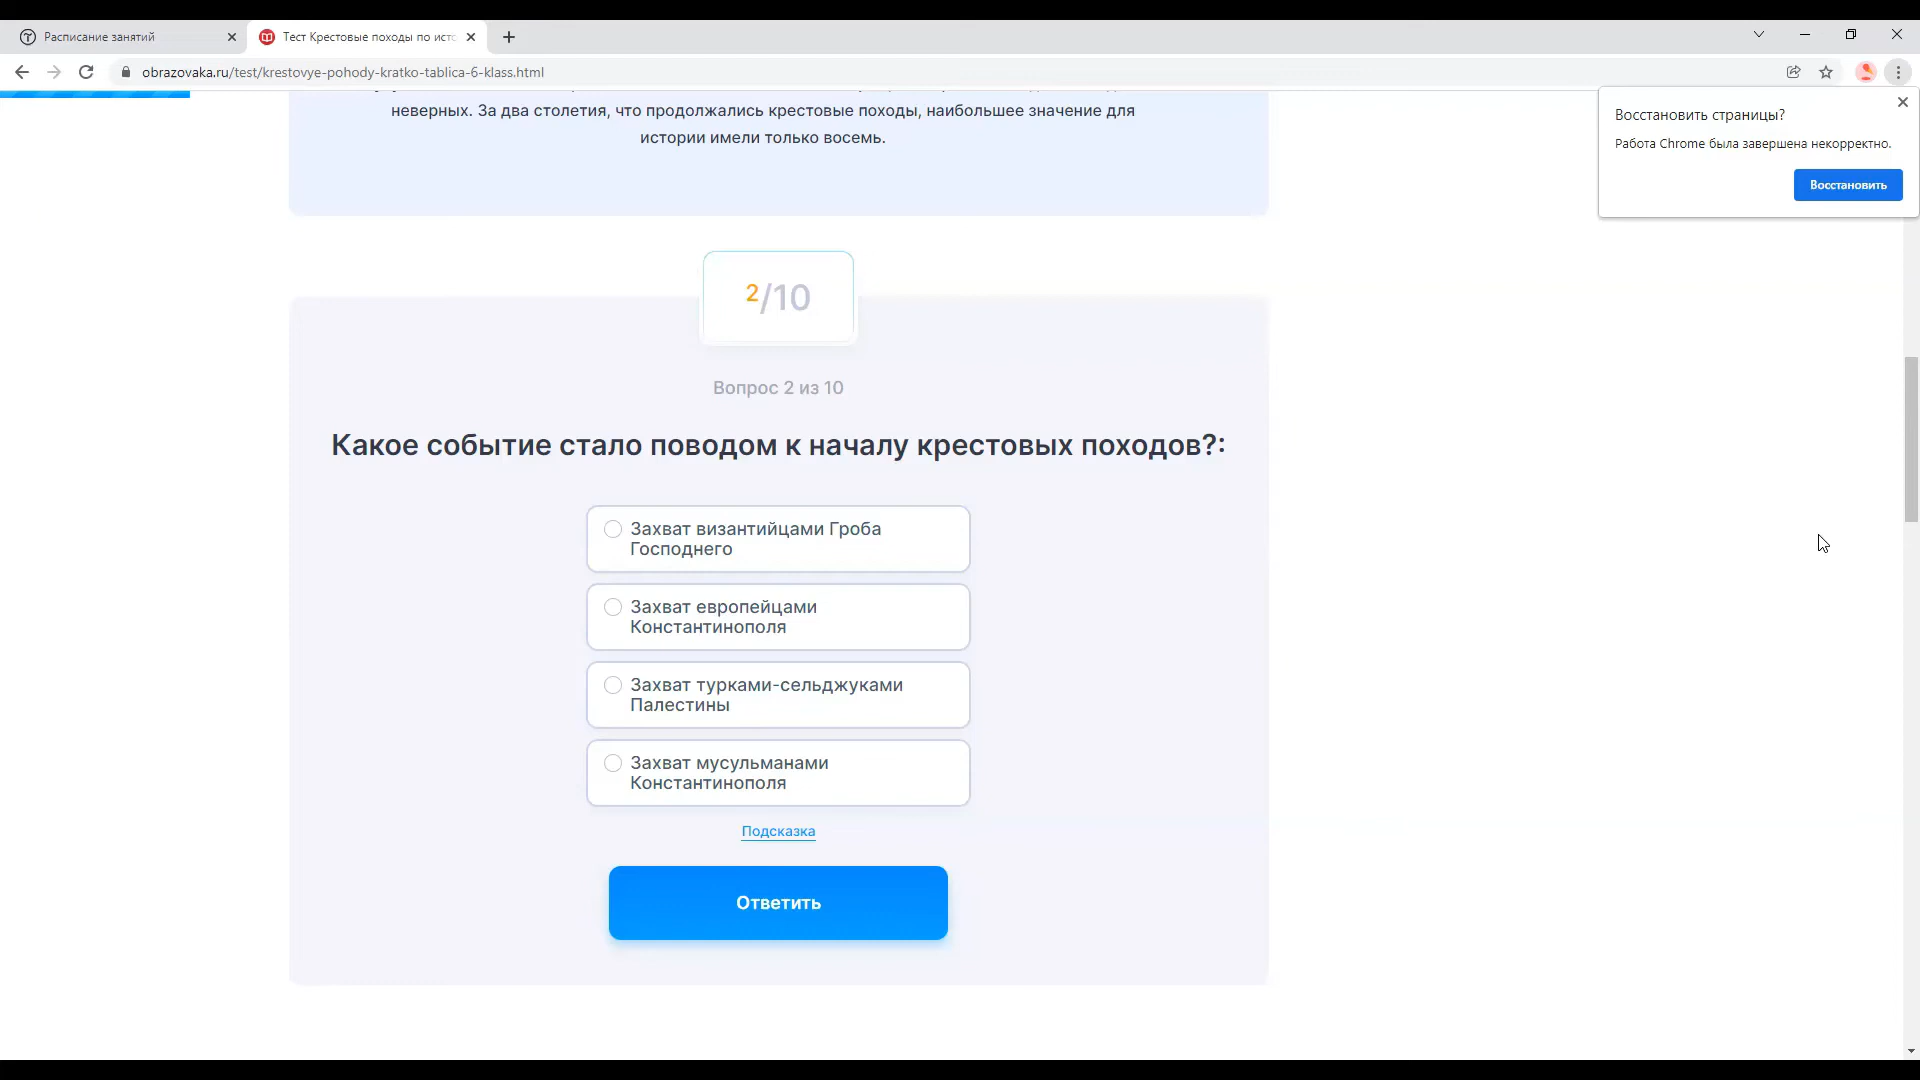 Расписание занятий
Тест Крестовые походы по исто
obrazovaka.ru/test/krestovye-pohody-kratko-tablica-6-klass.html
Восстановить страницы?
Работа Chrome была завершена некорректно.
Восстановить
неверных. За два столетия, что продолжались крестовые походы, наибольшее значение для
истории имели только восемь.
2/10
Вопрос 2 из 10
Какое событие стало поводом к началу крестовых походов?:
Захват византийцами Гроба
Господнего
Захват европейцами
Константинополя
Захват турками-сельджуками
Палестины
Захват мусульманами
Константинополя
Подсказка
Ответить